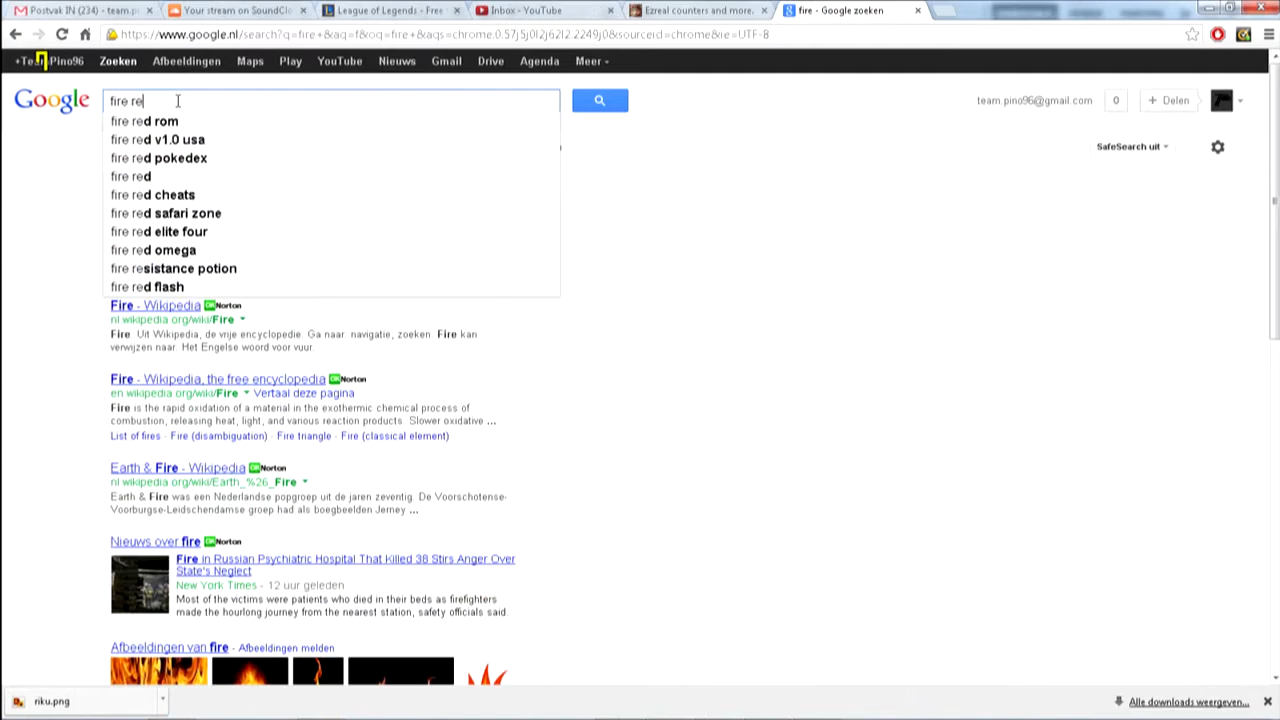 Postvak IN (234) - team.p
Your stream on SoundClo
League of Legends - Free
Inbox - YouTube
Ezreal counters and more.
fire - Google zoeken
https://www.google.nl/search?q=fire+&aq=f&oq=fire+&aqs=chrome.0.57j5j0l2j62.2249j0&sourceid=chrome&ie=UTF-8
Pino96 Zoeken Afbeeldingen Maps Play YouTube Nieuws Gmail Drive Agenda Meer
Google
fire re
team.pino96@gmail.com 0 + Delen
fire red rom
fire red v1.0 usa
SafeSearch uit
fire red pokedex
fire red
fire red cheats
fire red safari zone
fire red elite four
fire red omega
fire resistance potion
fire red flash
Fire - Wikipedia Norton
nl.wikipedia.org/wiki/Fire
Fire. Uit Wikipedia, de vrije encyclopedie. Ga naar: navigatie, zoeken. Fire kan
verwijzen naar: Het Engelse woord voor vuur.
Fire - Wikipedia, the free encyclopedia Norton
en.wikipedia.org/wiki/Fire Vertaal deze pagina
Fire is the rapid oxidation of a material in the exothermic chemical process of
combustion, releasing heat, light, and various reaction products. Slower oxidative ...
List of fires - Fire (disambiguation) - Fire triangle - Fire (classical element)
Earth & Fire - Wikipedia Norton
nl.wikipedia.org/wiki/Earth_%26_Fire
Earth & Fire was een Nederlandse popgroep uit de jaren zeventig. De Voorschotense-
Voorburgse-Leidschendamse groep had als boegbeelden Jerney ...
Nieuws over fire Norton
Fire in Russian Psychiatric Hospital That Killed 38 Stirs Anger Over
State's Neglect
New York Times - 12 uur geleden
Most of the victims were patients who died in their beds as firefighters
made the hourlong journey from the nearest station, safety officials said.
Afbeeldingen van fire - Afbeeldingen melden
riku.png
Alle downloads weergeven...